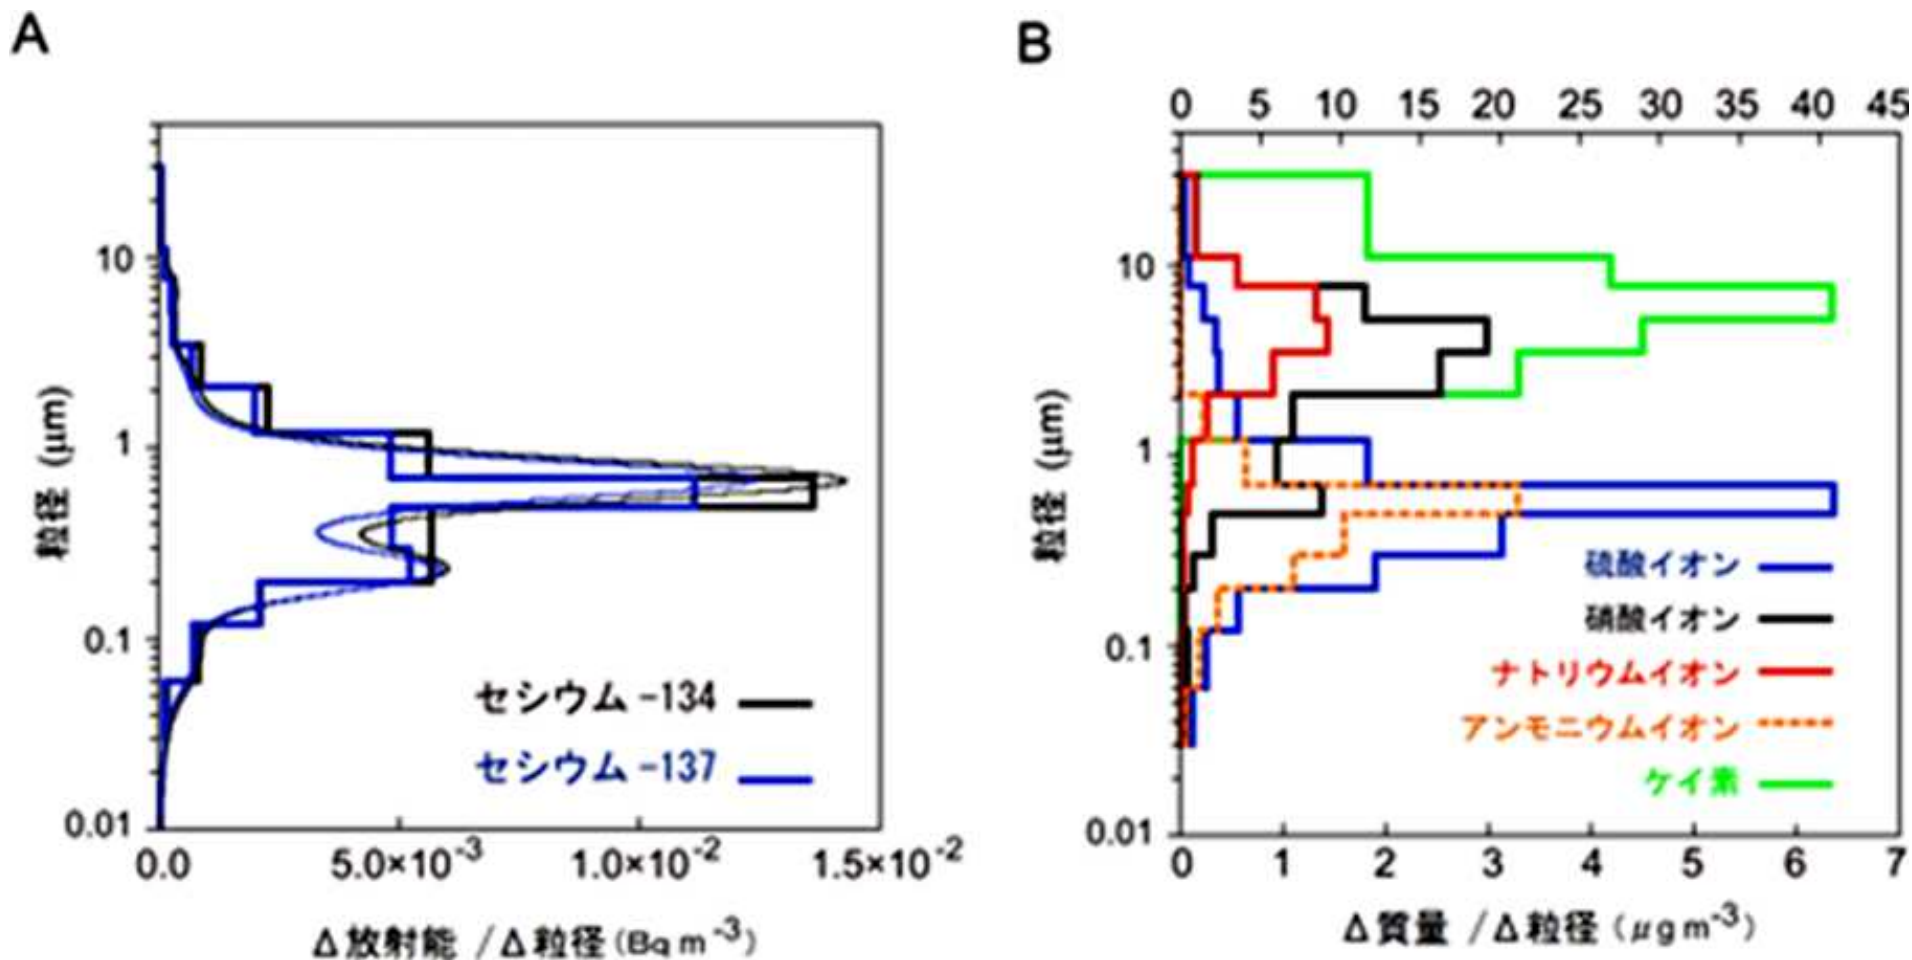 A
10
1
0.1
0.01
粒径 (μm)
セシウム -134
セシウム -137
0.0 5.0×10⁻³ 1.0×10⁻² 1.5×10⁻²
Δ放射能 /Δ粒径(Bq m⁻³)
B
0 5 10 15 20 25 30 35 40 45
10
1
0.1
0.01
粒径 (μm)
硫酸イオン
硝酸イオン
ナトリウムイオン
アンモニウムイオン
ケイ素
0 1 2 3 4 5 6 7
Δ質量 /Δ粒径 (μg m⁻³)